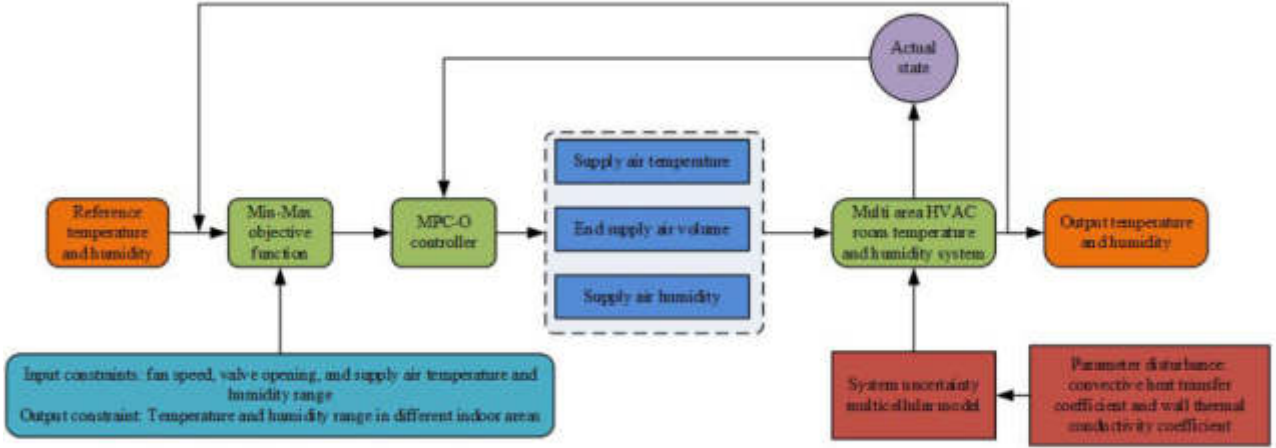 Actual
state
Supply air temperature
Reference
temperature
and humidity
Min-Max
objective
function
MPC-O
controller
End supply air volume
Multi area HVAC
room temperature
and humidity system
Output temperature
and humidity
Supply air humidity
Input constraints: fan speed, valve opening, and supply air temperature and
humidity range
Output constraint: Temperature and humidity range in different indoor areas
System uncertainty
multicellular model
Parameter disturbance:
convective heat transfer
coefficient and wall thermal
conductivity coefficient